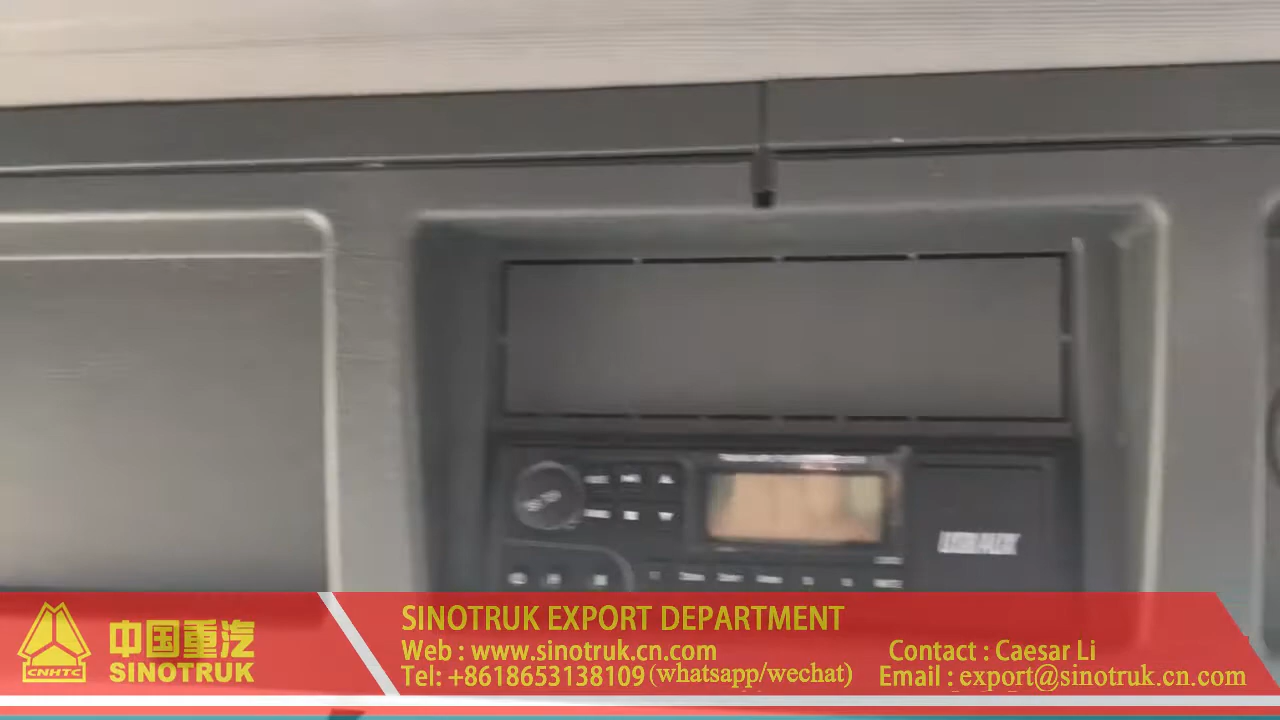 中国重汽
SINOTRUK
CNHTC
SINOTRUK EXPORT DEPARTMENT
Web : www.sinotruk.cn.com
Contact : Caesar Li
Tel: +8618653138109(whatsapp/wechat)
Email : export@sinotruk.cn.com